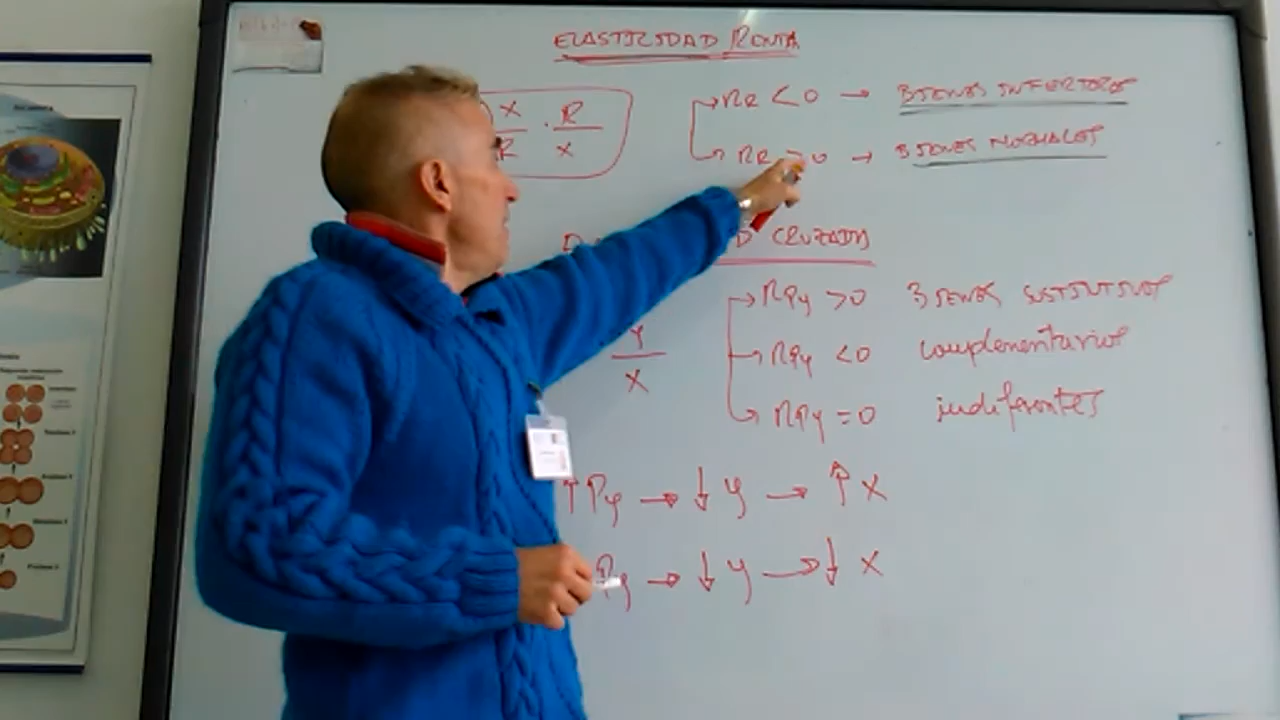 ELASTICIDAD RENTA
X R
R X
ηR < 0 → BIENES INFERIORES
ηR > 0 → BIENES NORMALES
D CRUZADA
Y
X
ηPy > 0 BIENES SUSTITUTIVOS
ηPy < 0 complementarios
ηPy = 0 indiferentes
↑ Py → ↓ y → ↑ X
Py → ↓ y → ↓ X